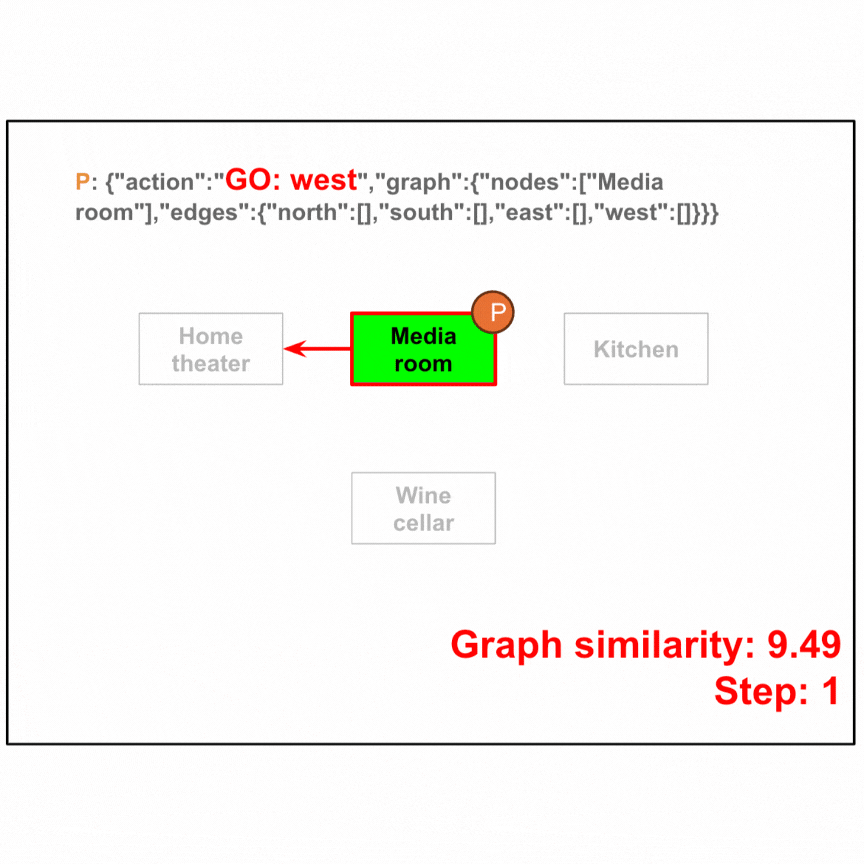 P: {"action":"GO: west","graph":{"nodes":["Media
room"],"edges":{"north":[],"south":[],"east":[],"west":[]}}}
P
Home
theater
Media
room
Kitchen
Wine
cellar
Graph similarity: 9.49
Step: 1